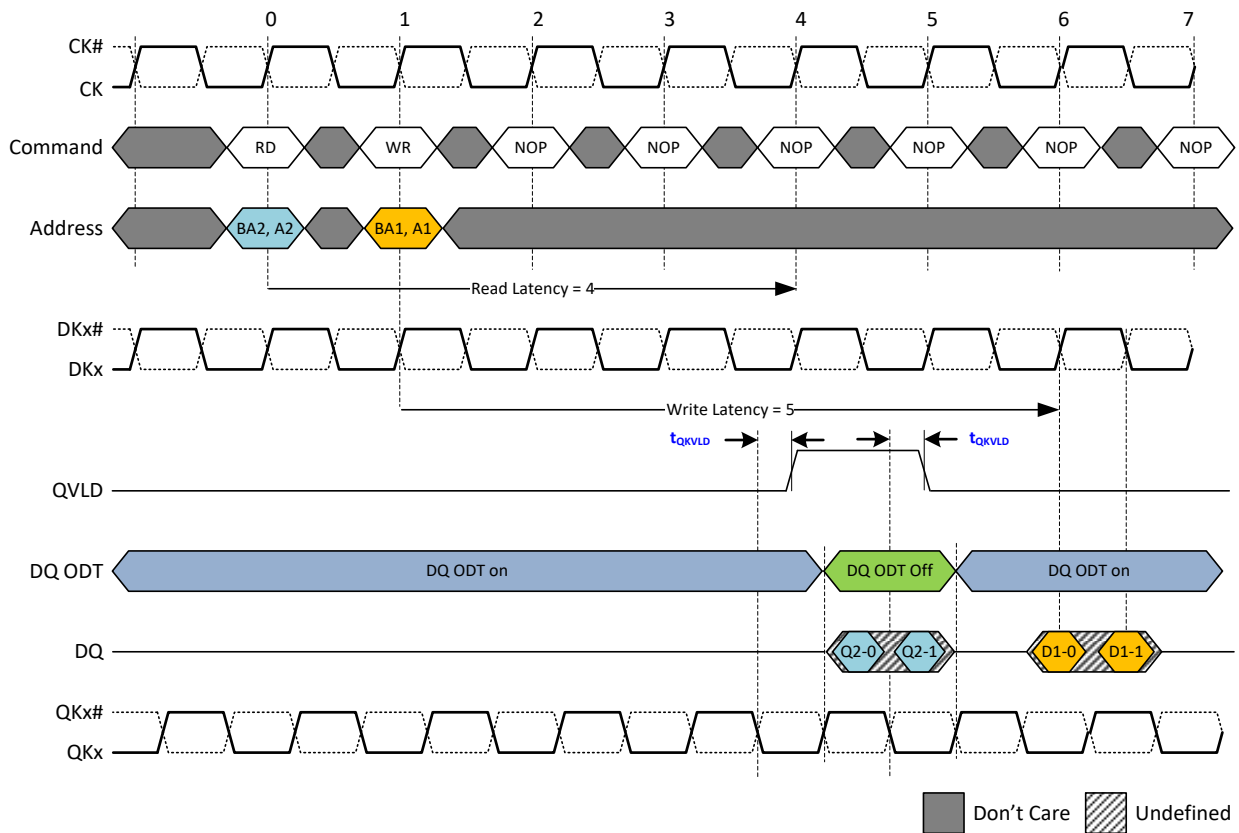 0 1 2 3 4 5 6 7
CK#
CK
Command RD WR NOP NOP NOP NOP NOP NOP
Address BA2, A2 BA1, A1
Read Latency = 4
DKx#
DKx
Write Latency = 5
tQKVLD tQKVLD
QVLD
DQ ODT DQ ODT on DQ ODT Off DQ ODT on
DQ Q2-0 Q2-1 D1-0 D1-1
QKx#
QKx
Don't Care Undefined